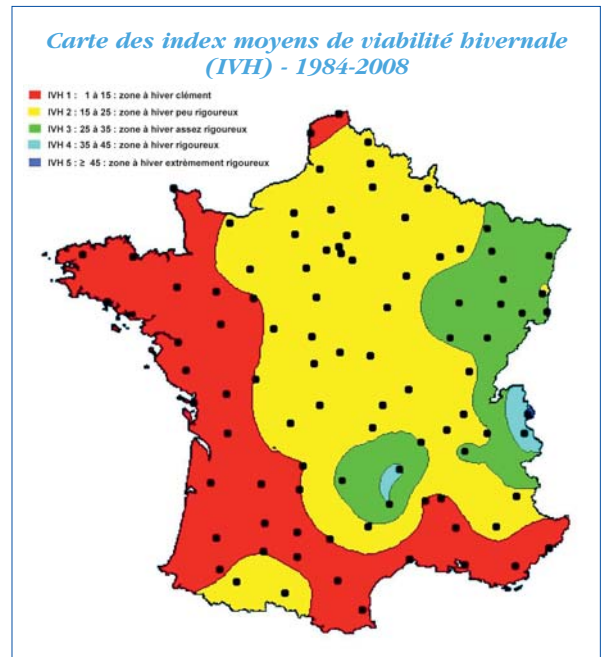 Carte des index moyens de viabilité hivernale
(IVH) - 1984-2008
IVH 1 : 1 à 15 : zone à hiver clément
IVH 2 : 15 à 25 : zone à hiver peu rigoureux
IVH 3 : 25 à 35 : zone à hiver assez rigoureux
IVH 4 : 35 à 45 : zone à hiver rigoureux
IVH 5 : ≥ 45 : zone à hiver extrèmement rigoureux